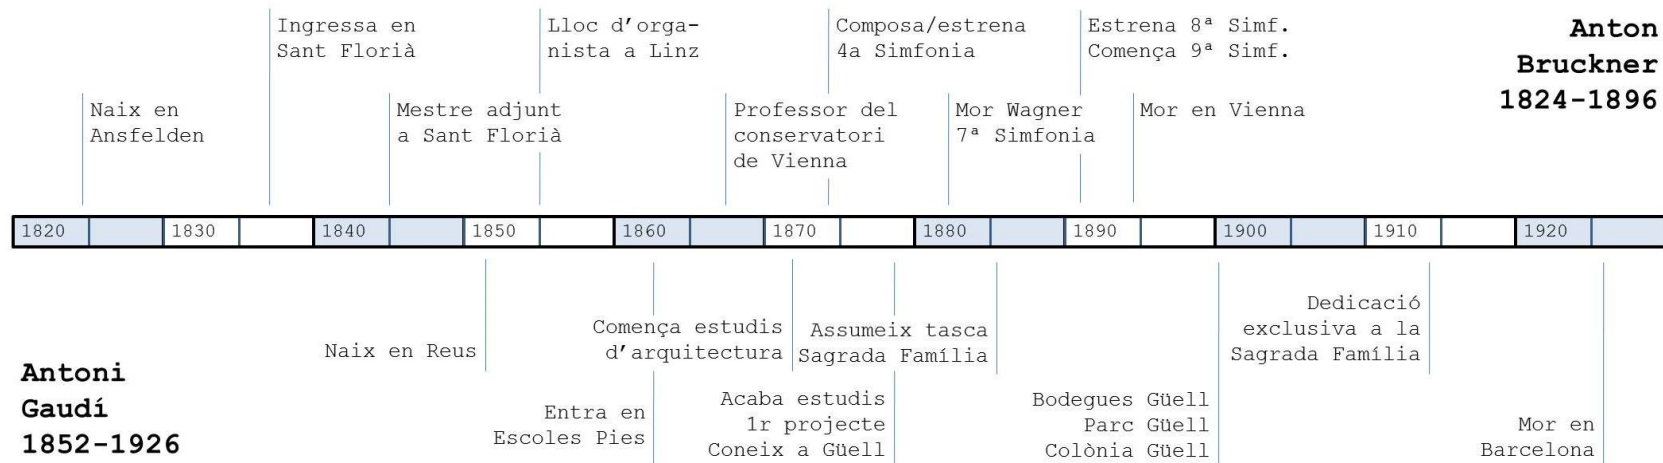 Ingressa en
Sant Florià
Lloc d'orga-
nista a Linz
Composa/estrena
4a Simfonia
Estrena 8ª Simf.
Comença 9ª Simf.
Anton
Bruckner
1824-1896
Naix en
Ansfelden
Mestre adjunt
a Sant Florià
Professor del
conservatori
de Vienna
Mor Wagner
7ª Simfonia
Mor en Vienna
1820
1830
1840
1850
1860
1870
1880
1890
1900
1910
1920
Naix en Reus
Comença estudis
d'arquitectura
Assumeix tasca
Sagrada Família
Dedicació
exclusiva a la
Sagrada Família
Antoni
Gaudí
1852-1926
Entra en
Escoles Pies
Acaba estudis
1r projecte
Coneix a Güell
Bodegues Güell
Parc Güell
Colònia Güell
Mor en
Barcelona